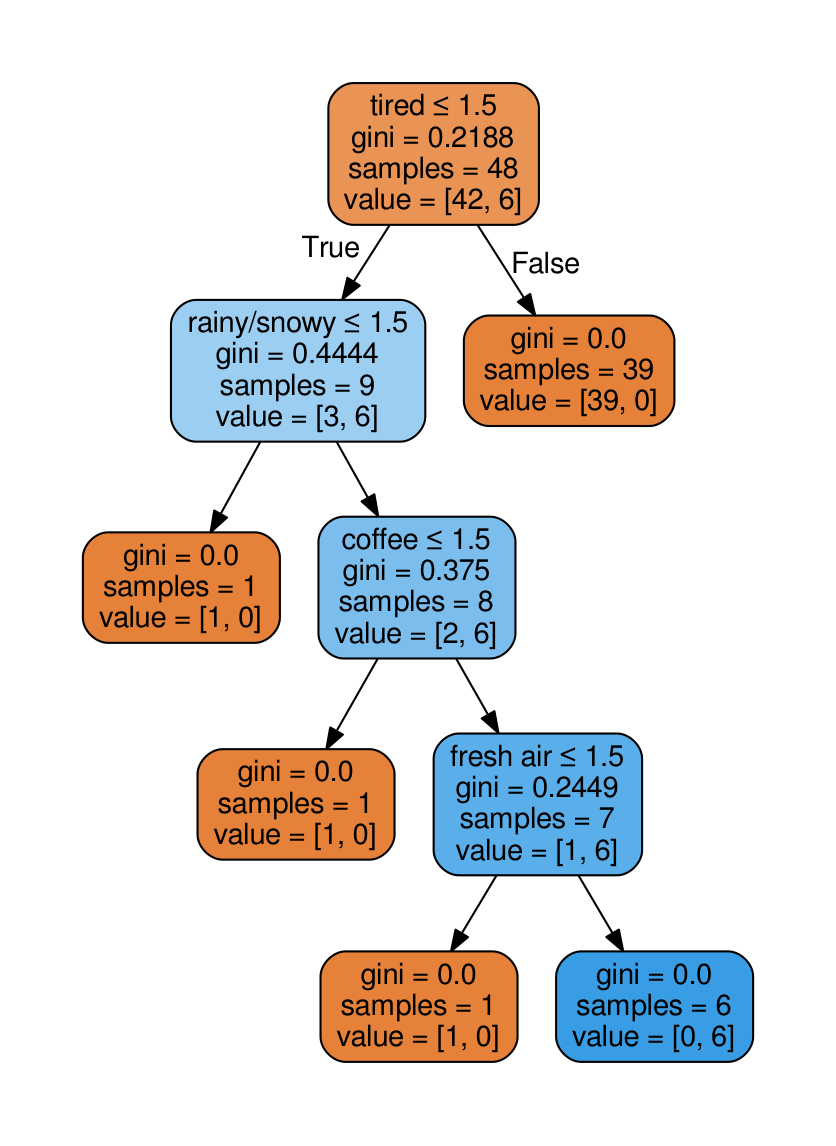 tired ≤ 1.5
gini = 0.2188
samples = 48
value = [42, 6]
True
False
rainy/snowy ≤ 1.5
gini = 0.4444
samples = 9
value = [3, 6]
gini = 0.0
samples = 39
value = [39, 0]
gini = 0.0
samples = 1
value = [1, 0]
coffee ≤ 1.5
gini = 0.375
samples = 8
value = [2, 6]
gini = 0.0
samples = 1
value = [1, 0]
fresh air ≤ 1.5
gini = 0.2449
samples = 7
value = [1, 6]
gini = 0.0
samples = 1
value = [1, 0]
gini = 0.0
samples = 6
value = [0, 6]